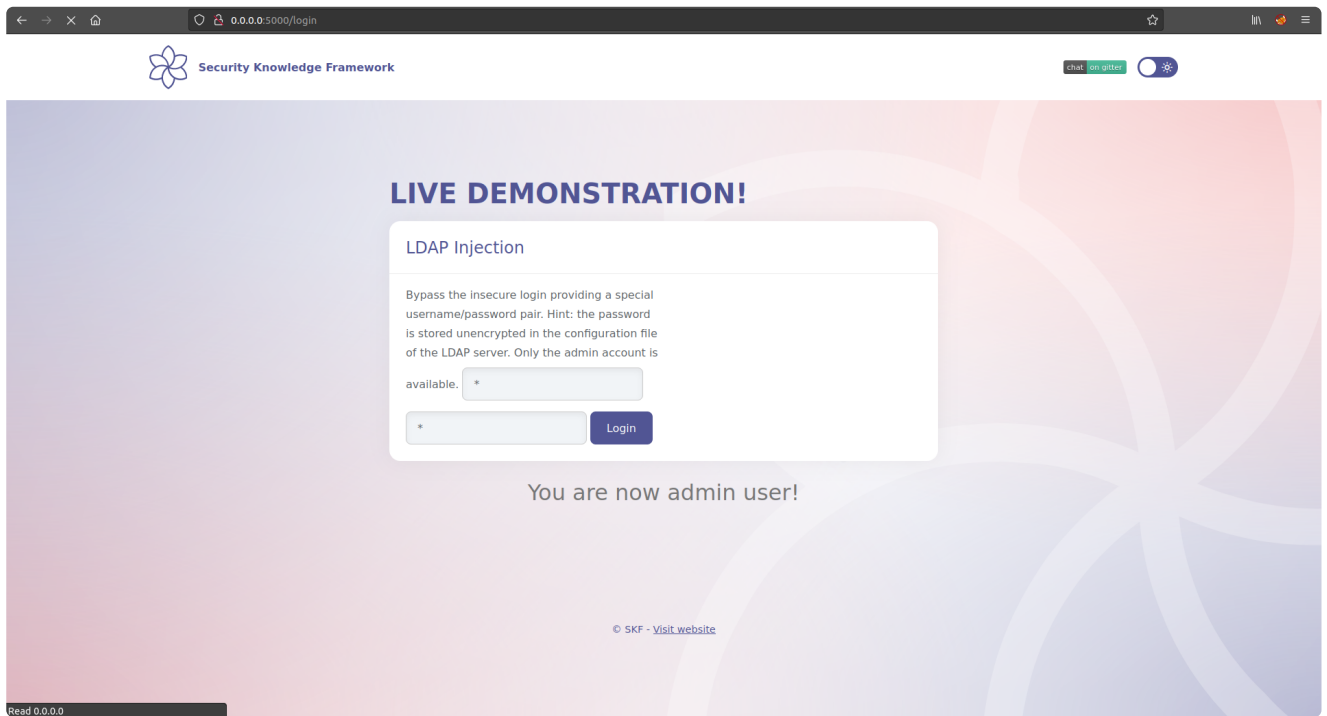 0.0.0.0:5000/login
Security Knowledge Framework
chat on gitter
LIVE DEMONSTRATION!
LDAP Injection
Bypass the insecure login providing a special
username/password pair. Hint: the password
is stored unencrypted in the configuration file
of the LDAP server. Only the admin account is
available. *
* Login
You are now admin user!
© SKF - Visit website
Read 0.0.0.0